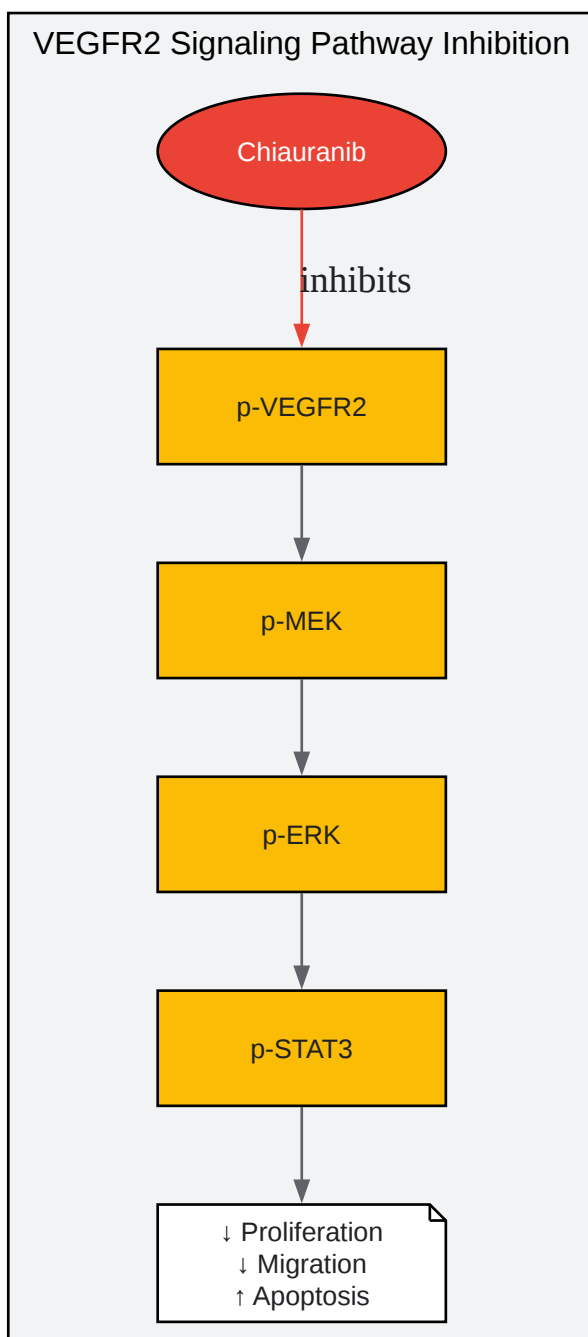 VEGFR2 Signaling Pathway Inhibition
Chiauranib
inhibits
p-VEGFR2
p-MEK
p-ERK
p-STAT3
↓ Proliferation
↓ Migration
↑ Apoptosis